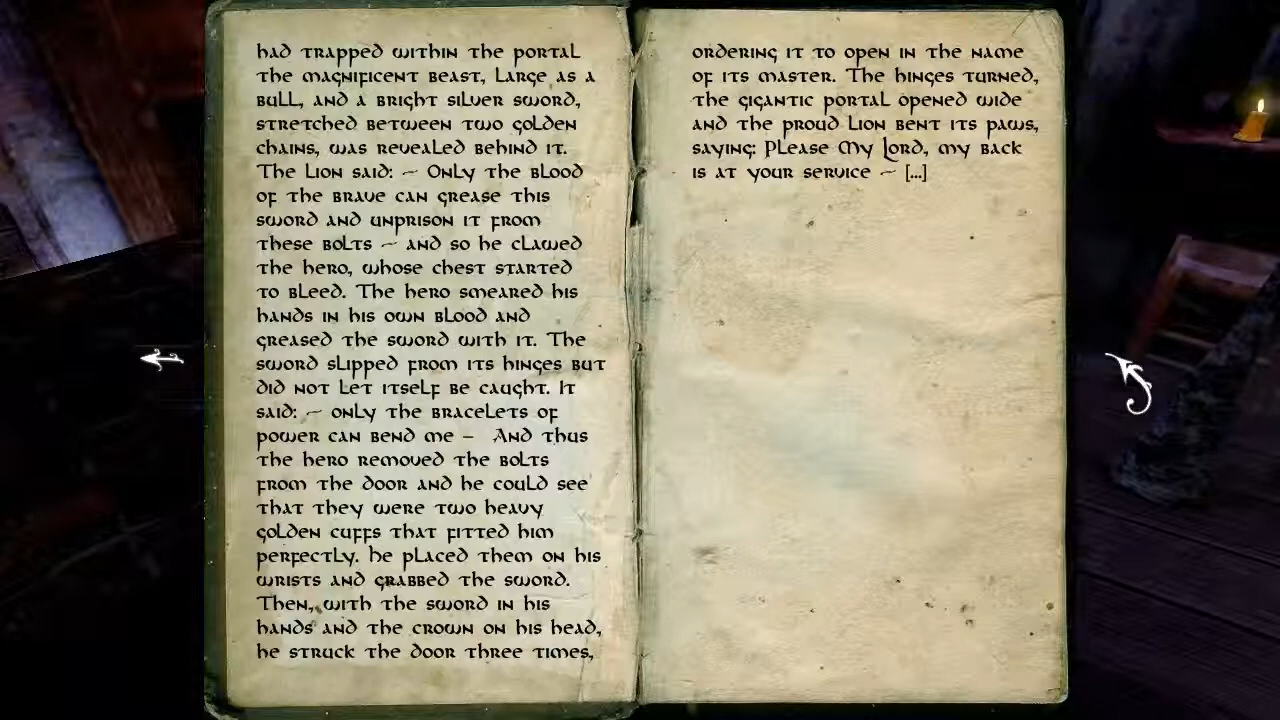 had trapped within the portal
the magnificent beast, large as a
bull, and a bright silver sword,
stretched between two golden
chains, was revealed behind it.
The Lion said: ~ Only the blood
of the brave can grease this
sword and unprison it from
these bolts ~ and so he clawed
the hero, whose chest started
to bleed. The hero smeared his
hands in his own blood and
greased the sword with it. The
sword slipped from its hinges but
did not let itself be caught. It
said: ~ only the bracelets of
power can bend me – And thus
the hero removed the bolts
from the door and he could see
that they were two heavy
golden cuffs that fitted him
perfectly. he placed them on his
wrists and grabbed the sword.
Then, with the sword in his
hands and the crown on his head,
he struck the door three times,
ordering it to open in the name
of its master. The hinges turned,
the gigantic portal opened wide
and the proud Lion bent its paws,
saying: Please My Lord, my back
is at your service ~ [...]